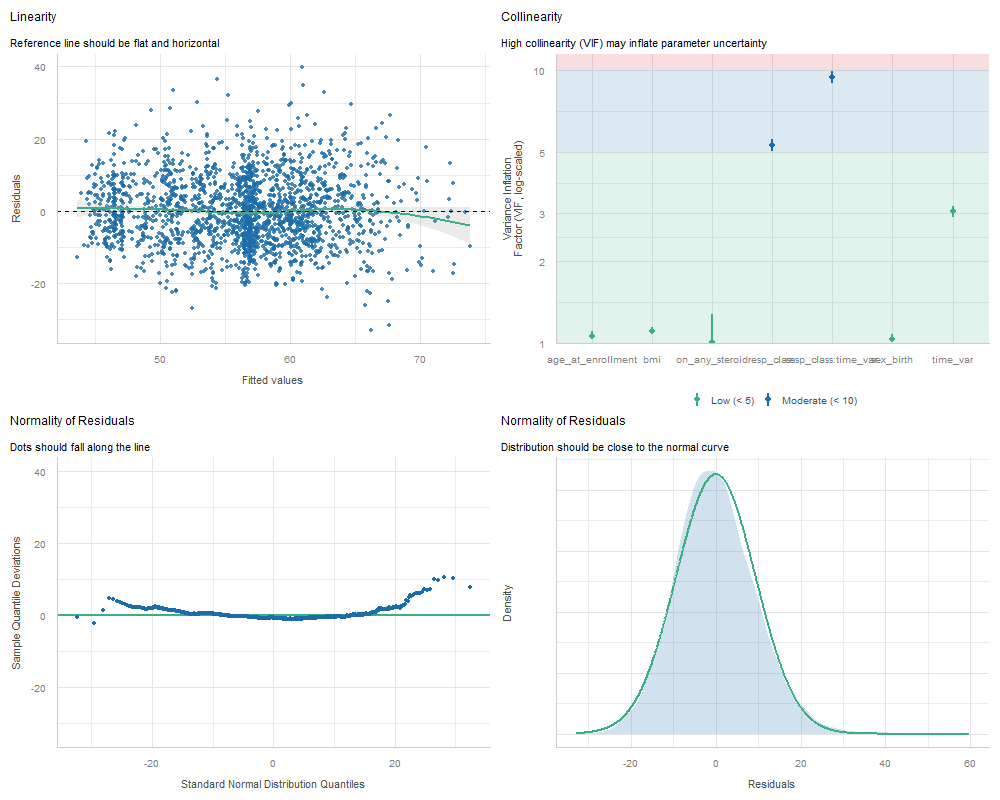 Linearity
Reference line should be flat and horizontal
40
20
0
-20
Residuals
50
60
70
Fitted values
Collinearity
High collinearity (VIF) may inflate parameter uncertainty
10
5
3
2
1
Variance Inflation
Factor (VIF, log-scaled)
age_at_enrollment
bmi
on_any_steroid
time_var
Low (< 5)
Moderate (< 10)
Normality of Residuals
Dots should fall along the line
40
20
0
-20
Sample Quantile Deviations
-20
0
20
Standard Normal Distribution Quantiles
Normality of Residuals
Distribution should be close to the normal curve
Density
-20
0
20
40
60
Residuals